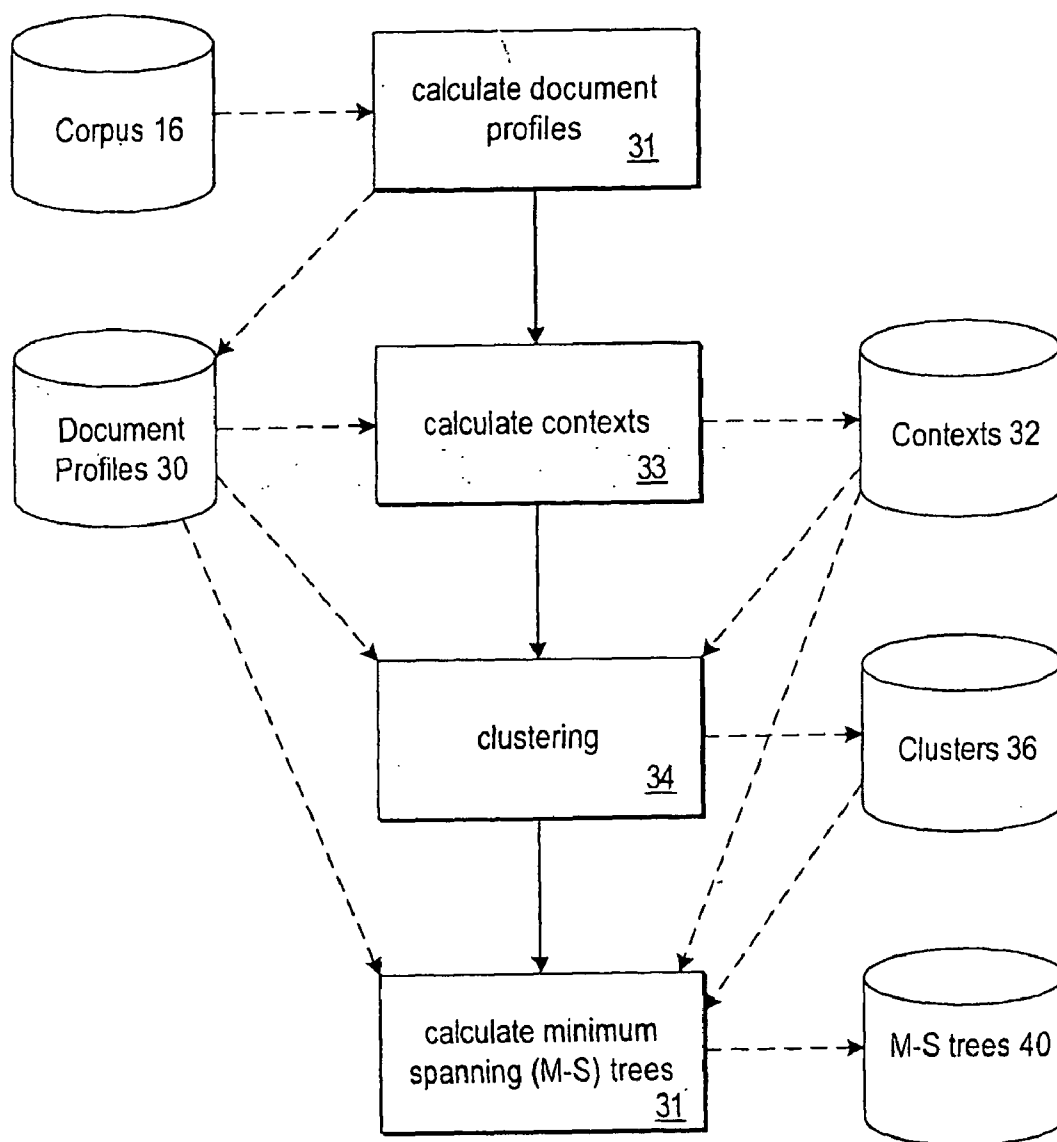 Corpus 16
calculate document
profiles
31
Document
Profiles 30
calculate contexts
33
Contexts 32
clustering
34
Clusters 36
calculate minimum
spanning (M-S) trees
31
M-S trees 40